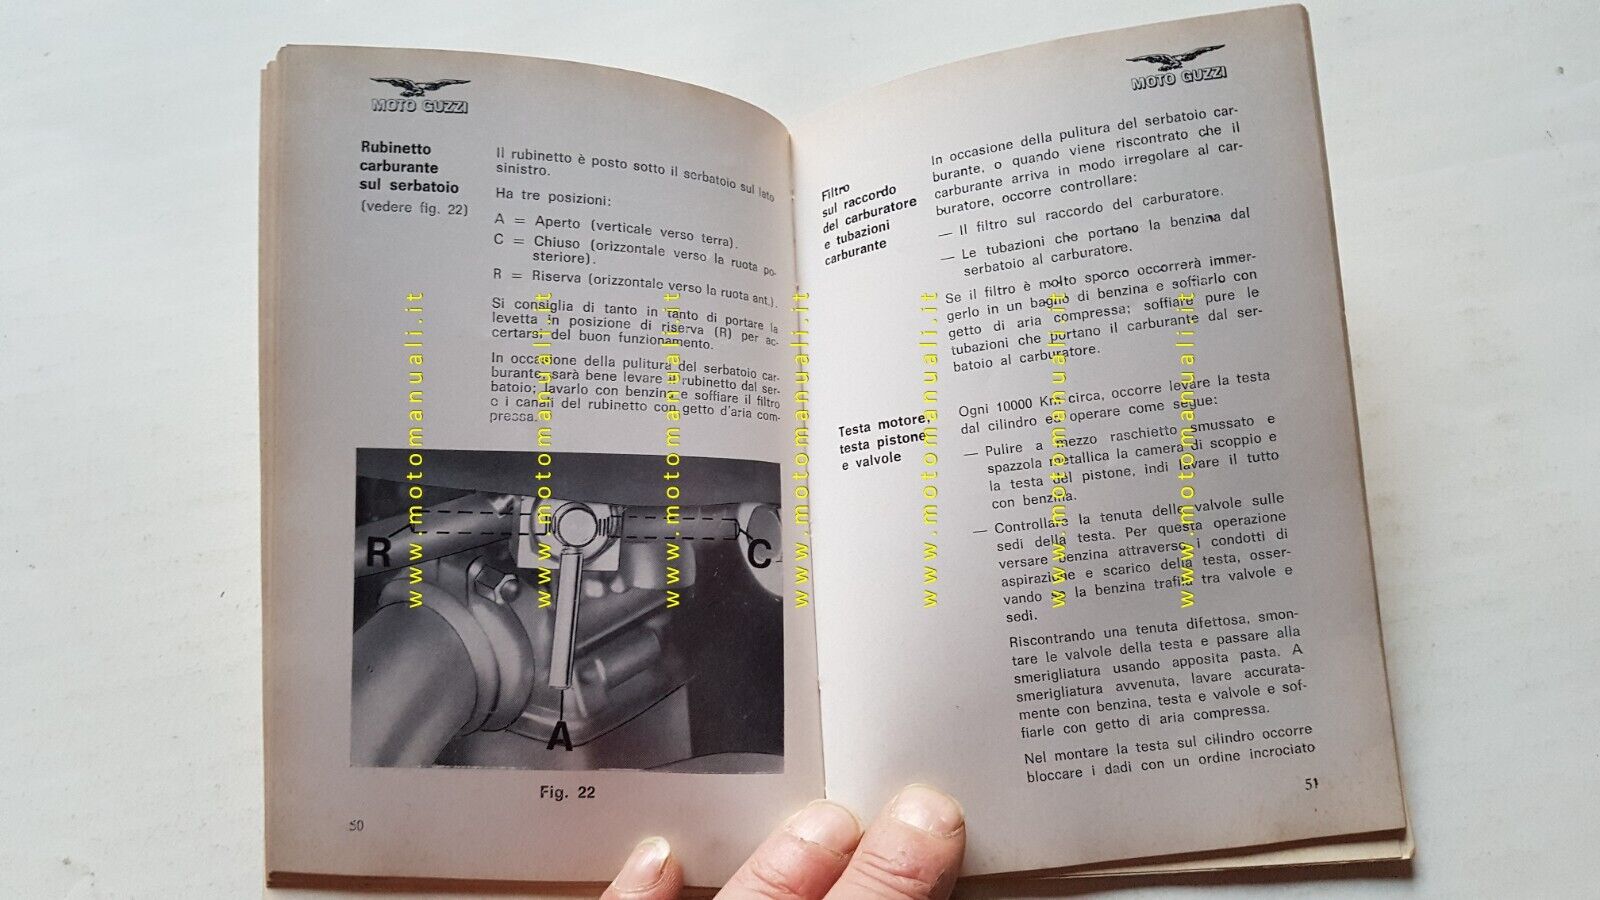 MOTO GUZZI
Rubinetto
carburante
sul serbatoio
(vedere fig. 22)
Il rubinetto è posto sotto il serbatoio sul lato
sinistro.
Ha tre posizioni:
A = Aperto (verticale verso terra).
C = Chiuso (orizzontale verso la ruota po-
steriore).
R = Riserva (orizzontale verso la ruota ant.).
Si consiglia di tanto in tanto di portare la
levetta in posizione di riserva (R) per ac-
certarsi del buon funzionamento.
In occasione della pulitura del serbatoio car-
burante, sarà bene levare il rubinetto dal ser-
batoio; lavarlo con benzina e soffiare il filtro
e i canali del rubinetto con getto d'aria com-
pressa.
R
C
A
Fig. 22
50
MOTO GUZZI
Filtro
sul raccordo
del carburatore
e tubazioni
carburante
In occasione della pulitura del serbatoio car-
burante, o quando viene riscontrato che il
carburante arriva in modo irregolare al car-
buratore, occorre controllare:
— Il filtro sul raccordo del carburatore.
— Le tubazioni che portano la benzina dal
serbatoio al carburatore.
Se il filtro è molto sporco occorrerà immer-
gerlo in un bagno di benzina e soffiarlo con
getto di aria compressa; soffiare pure le
tubazioni che portano il carburante dal ser-
batoio al carburatore.
Testa motore,
testa pistone
e valvole
Ogni 10000 Km circa, occorre levare la testa
dal cilindro ed operare come segue:
— Pulire a mezzo raschietto smussato e
spazzola metallica la camera di scoppio e
la testa del pistone, indi lavare il tutto
con benzina.
— Controllare la tenuta delle valvole sulle
sedi della testa. Per questa operazione
versare benzina attraverso i condotti di
aspirazione e scarico della testa, osser-
vando se la benzina trafila tra valvole e
sedi.
Riscontrando una tenuta difettosa, smon-
tare le valvole della testa e passare alla
smerigliatura usando apposita pasta. A
smerigliatura avvenuta, lavare accurata-
mente con benzina, testa e valvole e sof-
fiarle con getto di aria compressa.
Nel montare la testa sul cilindro occorre
bloccare i dadi con un ordine incrociato
51
www.motomanuali.it
www.motomanuali.it
www.motomanuali.it
www.motomanuali.it
www.motomanuali.it
www.motomanuali.it
www.motomanuali.it